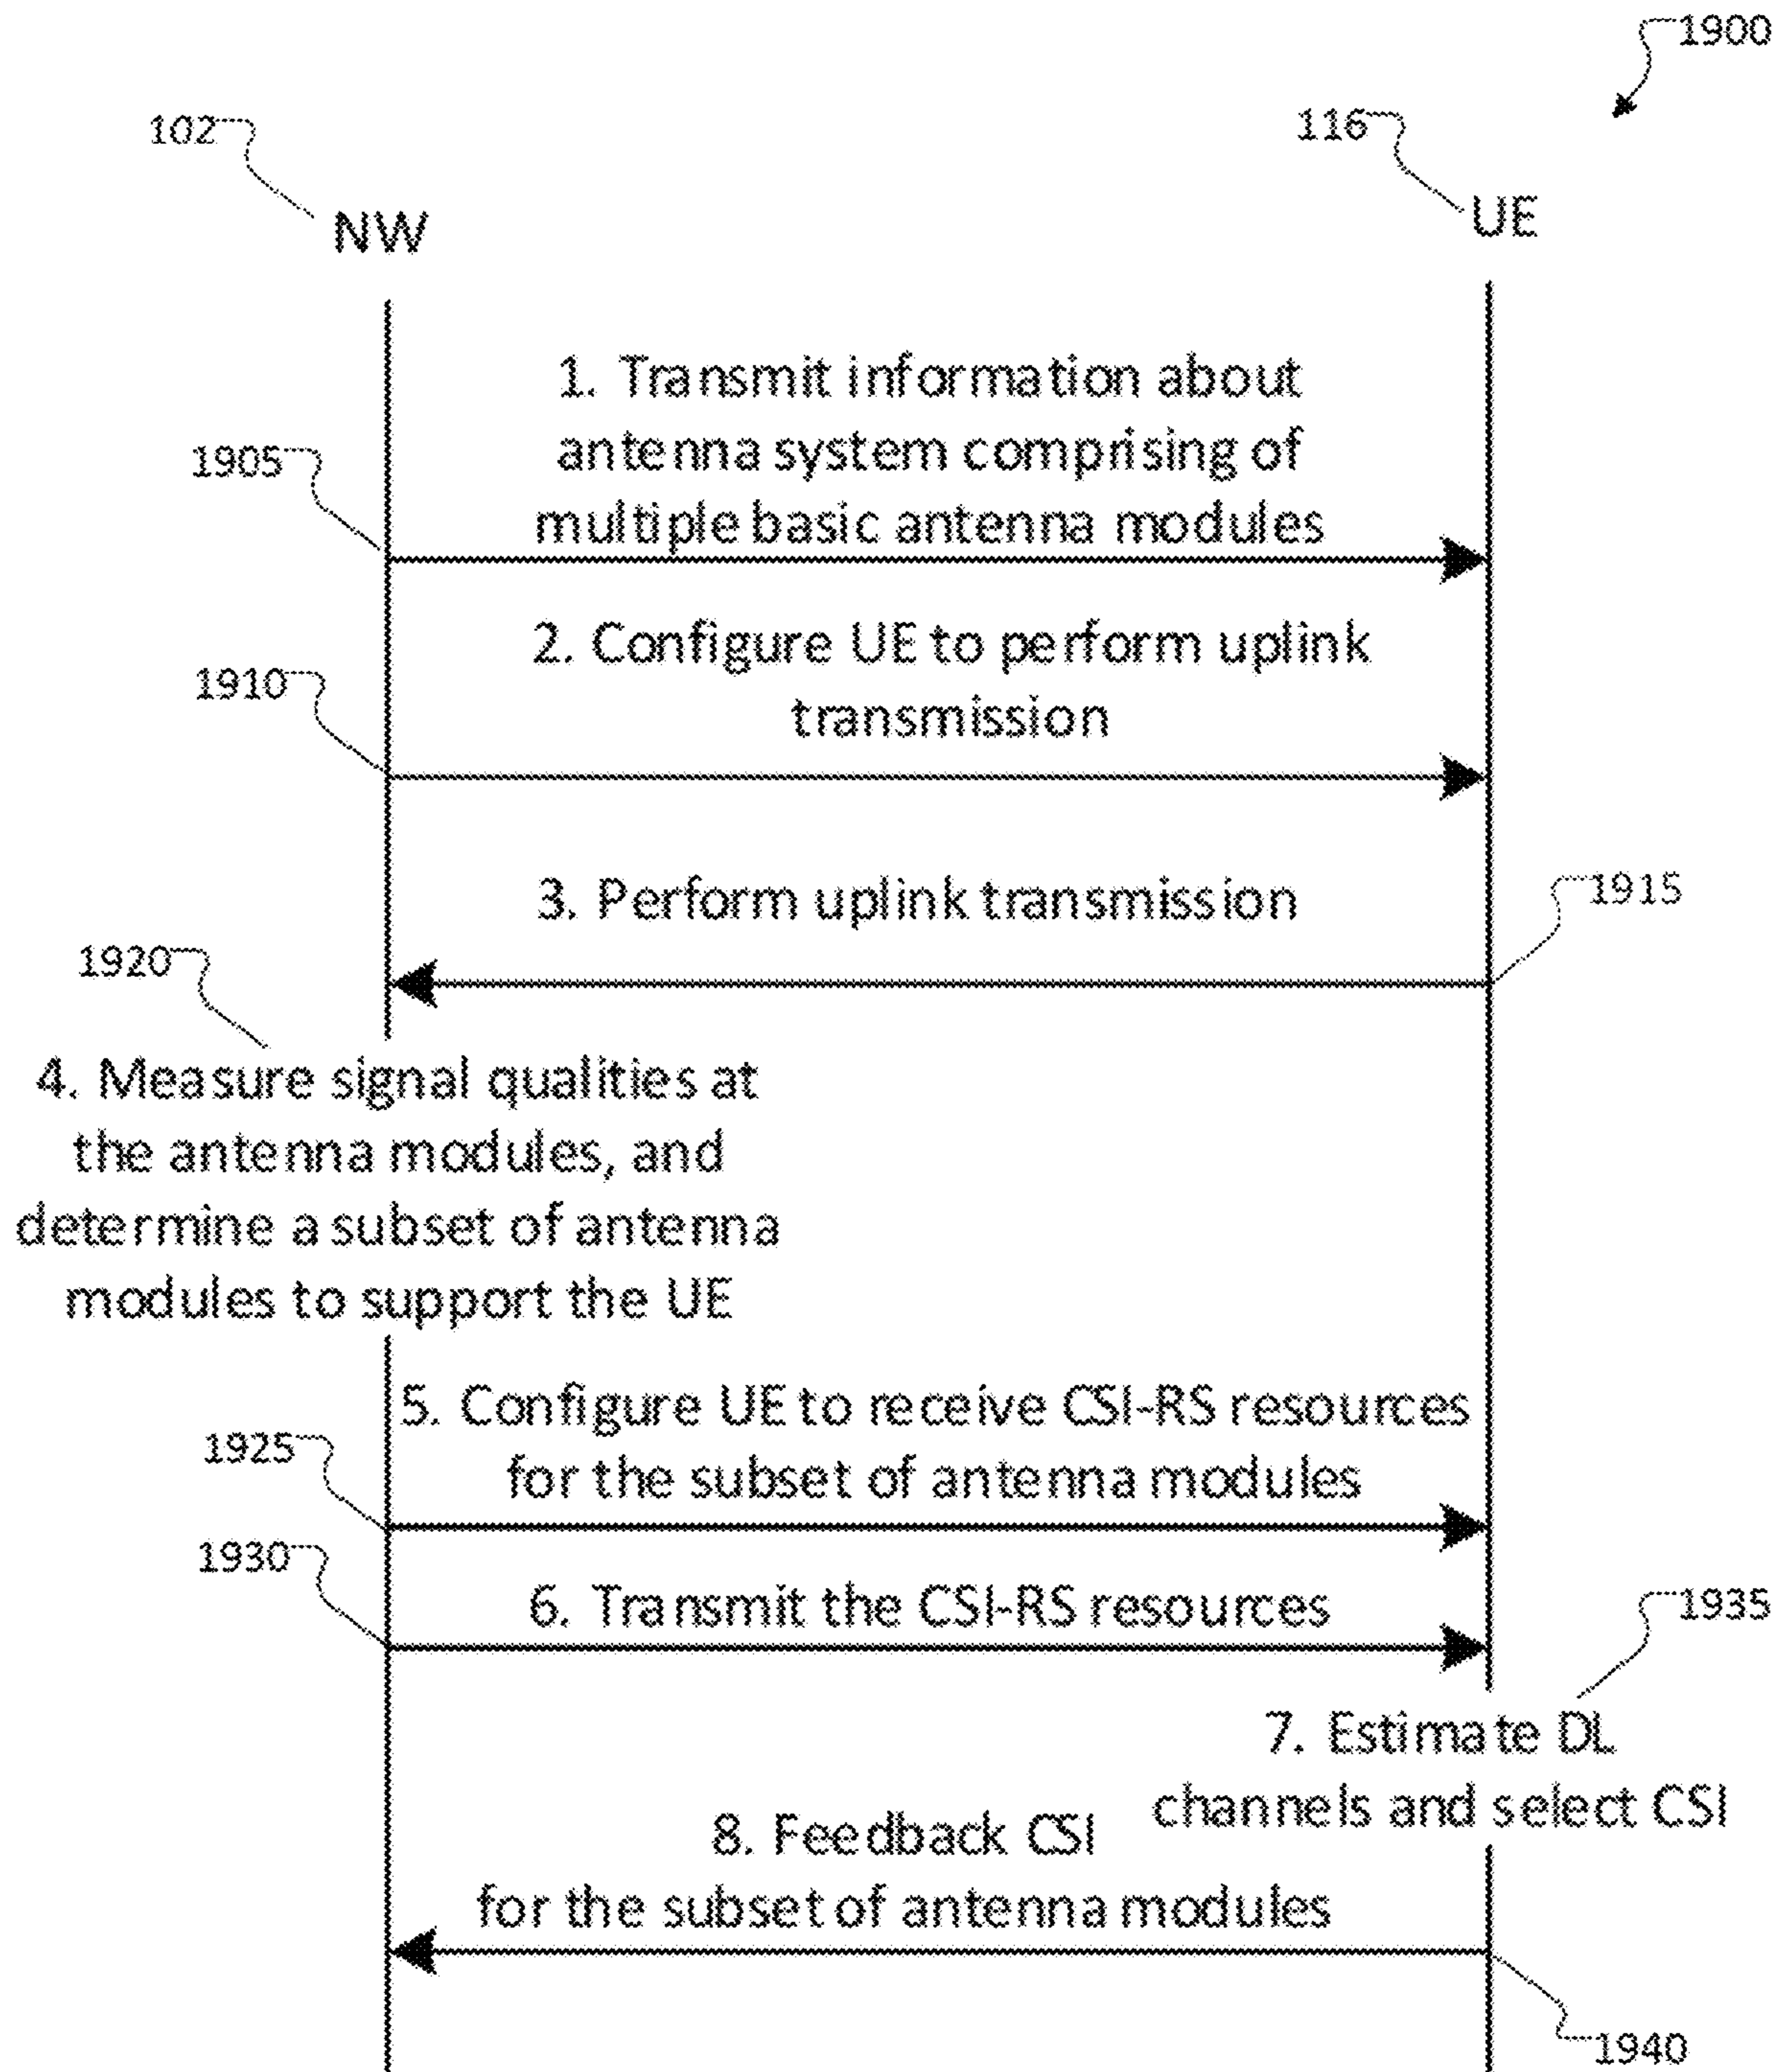 1900
102
116
NW
UE
1. Transmit information about
antenna system comprising of
multiple basic antenna modules
1905
2. Configure UE to perform uplink
transmission
1910
3. Perform uplink transmission
1915
1920
4. Measure signal qualities at
the antenna modules, and
determine a subset of antenna
modules to support the UE
5. Configure UE to receive CSI-RS resources
for the subset of antenna modules
1925
1930
6. Transmit the CSI-RS resources
1935
7. Estimate DL
channels and select CSI
8. Feedback CSI
for the subset of antenna modules
1940